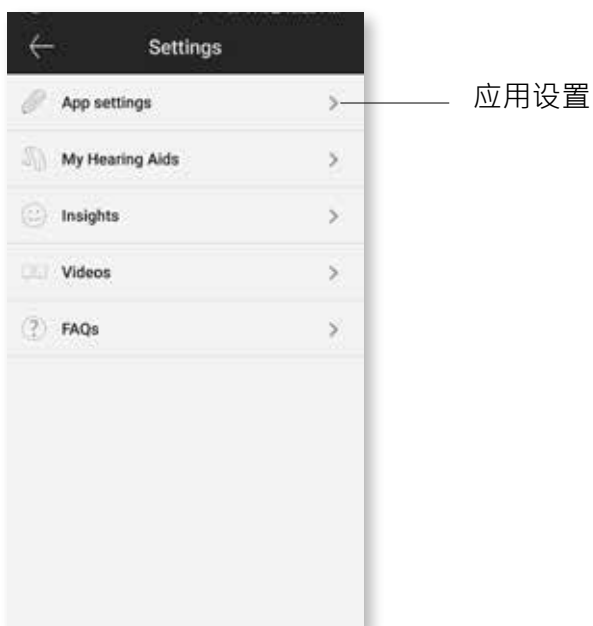 Settings
App settings
应用设置
My Hearing Aids
Insights
Videos
FAQs